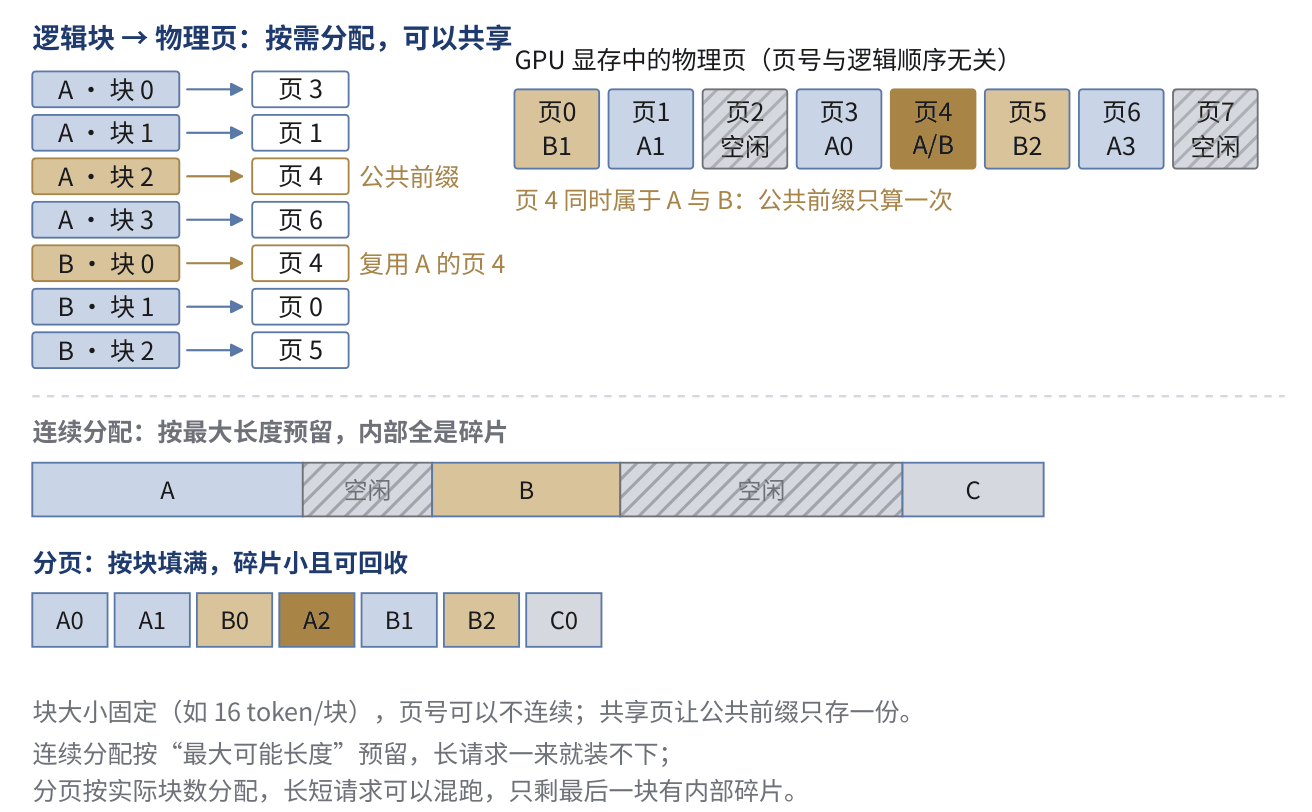 逻辑块 → 物理页：按需分配，可以共享
A · 块 0 页 3
A · 块 1 页 1
A · 块 2 页 4 公共前缀
A · 块 3 页 6
B · 块 0 页 4 复用 A 的页 4
B · 块 1 页 0
B · 块 2 页 5
GPU 显存中的物理页（页号与逻辑顺序无关）
页0 页1 页2 页3 页4 页5 页6 页7
B1 A1 空闲 A0 A/B B2 A3 空闲
页 4 同时属于 A 与 B：公共前缀只算一次
连续分配：按最大长度预留，内部全是碎片
A 空闲 B 空闲 C
分页：按块填满，碎片小且可回收
A0 A1 B0 A2 B1 B2 C0
块大小固定（如 16 token/块），页号可以不连续；共享页让公共前缀只存一份。
连续分配按“最大可能长度”预留，长请求一来就装不下；
分页按实际块数分配，长短请求可以混跑，只剩最后一块有内部碎片。